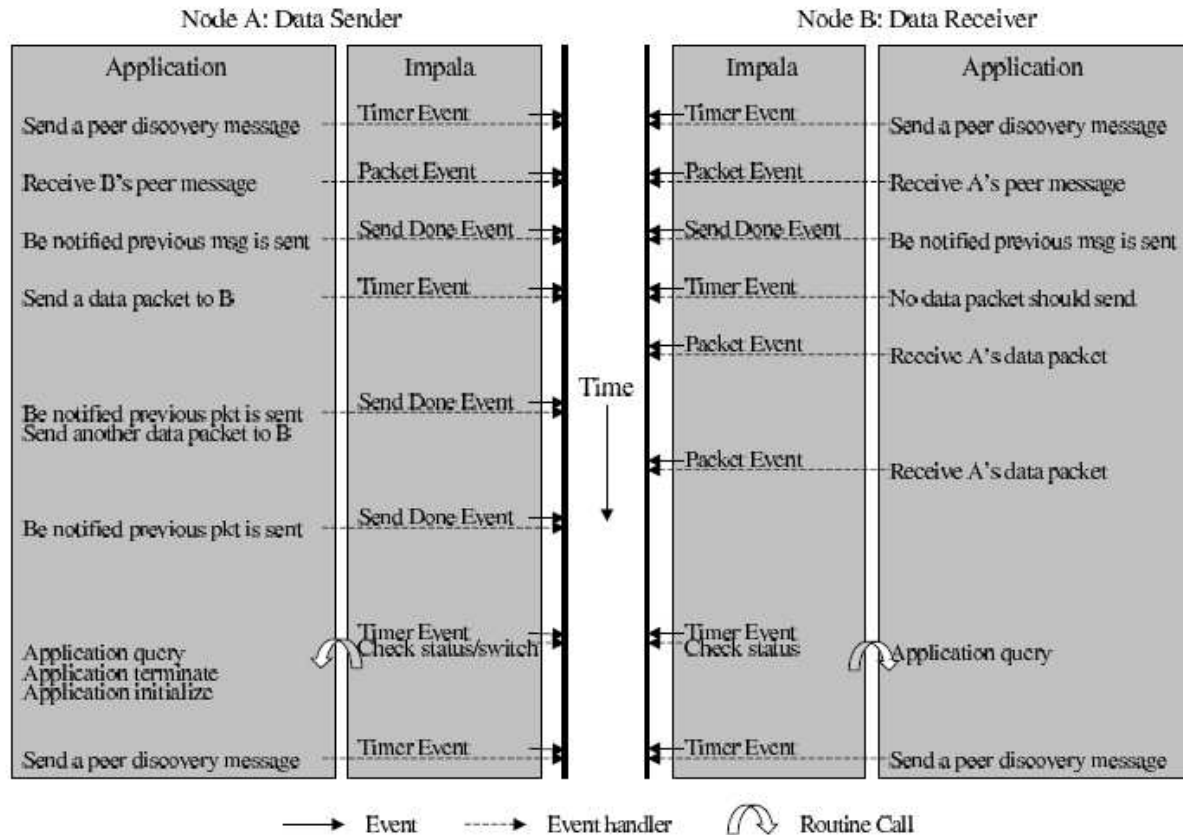 Node A: Data Sender
Node B: Data Receiver
Application
Impala
Impala
Application
Timer Event
Timer Event
Send a peer discovery message
Send a peer discovery message
Packet Event
Packet Event
Receive B's peer message
Receive A's peer message
Send Done Event
Send Done Event
Be notified previous msg is sent
Be notified previous msg is sent
Timer Event
Timer Event
Send a data packet to B
No data packet should send
Packet Event
Receive A's data packet
Time
Send Done Event
Be notified previous pkt is sent
Send another data packet to B
Packet Event
Receive A's data packet
Send Done Event
Be notified previous pkt is sent
Timer Event
Timer Event
Check status/switch
Check status
Application query
Application query
Application terminate
Application initialize
Timer Event
Timer Event
Send a peer discovery message
Send a peer discovery message
Event
Event handler
Routine Call